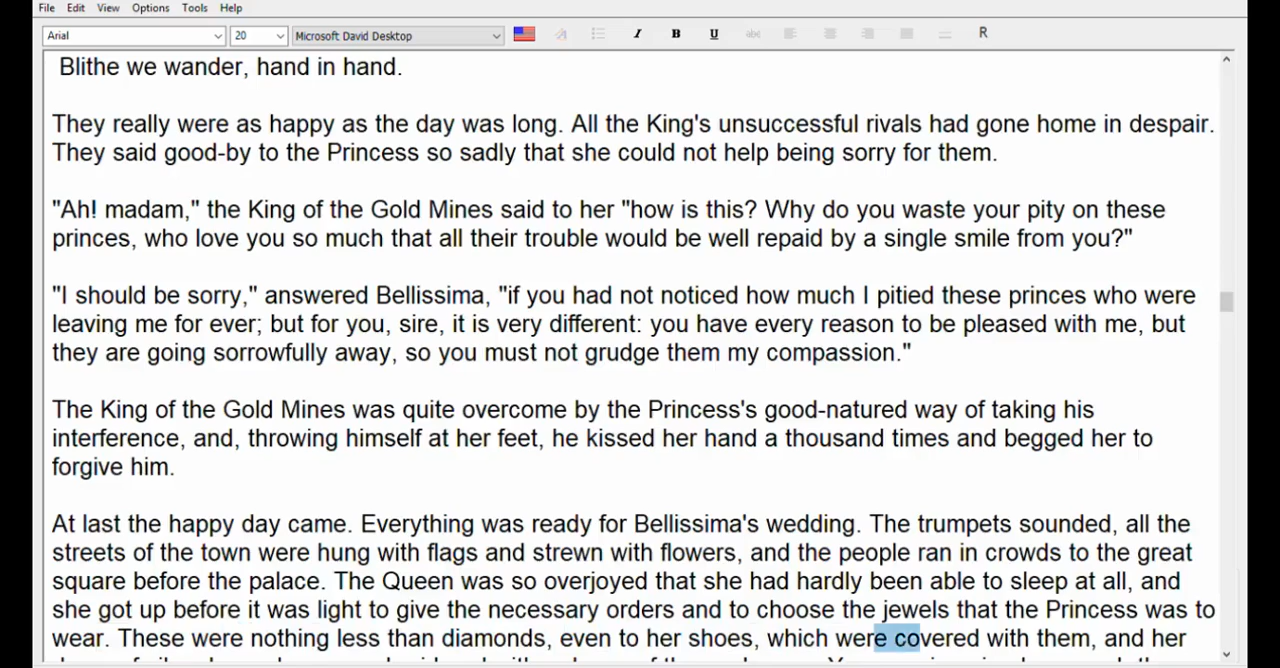 File Edit View Options Tools Help
Arial 20 Microsoft David Desktop I B U abc R
Blithe we wander, hand in hand.
They really were as happy as the day was long. All the King's unsuccessful rivals had gone home in despair.
They said good-by to the Princess so sadly that she could not help being sorry for them.
"Ah! madam," the King of the Gold Mines said to her "how is this? Why do you waste your pity on these
princes, who love you so much that all their trouble would be well repaid by a single smile from you?"
"I should be sorry," answered Bellissima, "if you had not noticed how much I pitied these princes who were
leaving me for ever; but for you, sire, it is very different: you have every reason to be pleased with me, but
they are going sorrowfully away, so you must not grudge them my compassion."
The King of the Gold Mines was quite overcome by the Princess's good-natured way of taking his
interference, and, throwing himself at her feet, he kissed her hand a thousand times and begged her to
forgive him.
At last the happy day came. Everything was ready for Bellissima's wedding. The trumpets sounded, all the
streets of the town were hung with flags and strewn with flowers, and the people ran in crowds to the great
square before the palace. The Queen was so overjoyed that she had hardly been able to sleep at all, and
she got up before it was light to give the necessary orders and to choose the jewels that the Princess was to
wear. These were nothing less than diamonds, even to her shoes, which were covered with them, and her